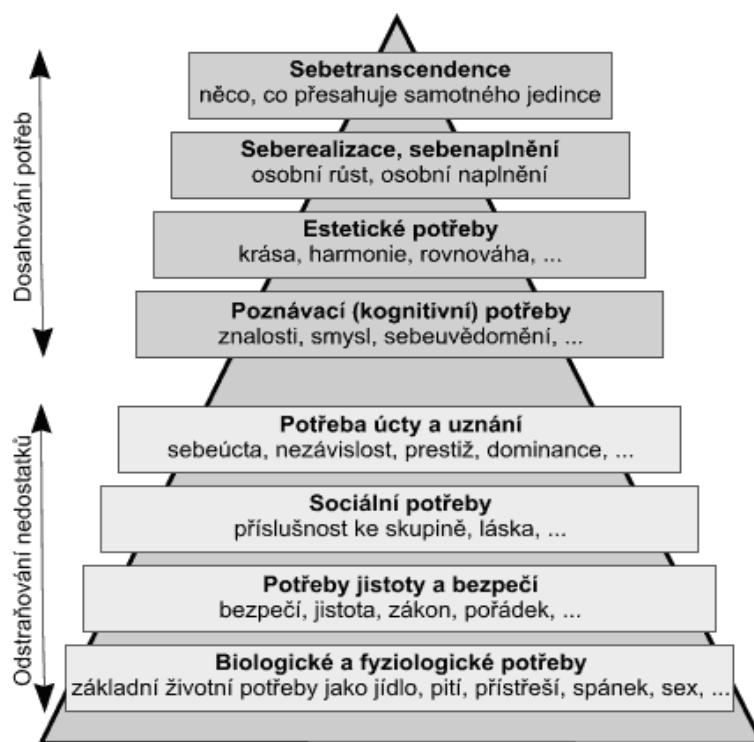 Dosahování potřeb
Sebetranscendence
něco, co přesahuje samotného jedince
Seberealizace, sebenaplnění
osobní růst, osobní naplnění
Estetické potřeby
krása, harmonie, rovnováha, ...
Poznávací (kognitivní) potřeby
znalosti, smysl, sebeuvědomění, ...
Odstraňování nedostatků
Potřeba úcty a uznání
sebeúcta, nezávislost, prestiž, dominance, ...
Sociální potřeby
příslušnost ke skupině, láska, ...
Potřeby jistoty a bezpečí
bezpečí, jistota, zákon, pořádek, ...
Biologické a fyziologické potřeby
základní životní potřeby jako jídlo, pití, přístřeší, spánek, sex, ...